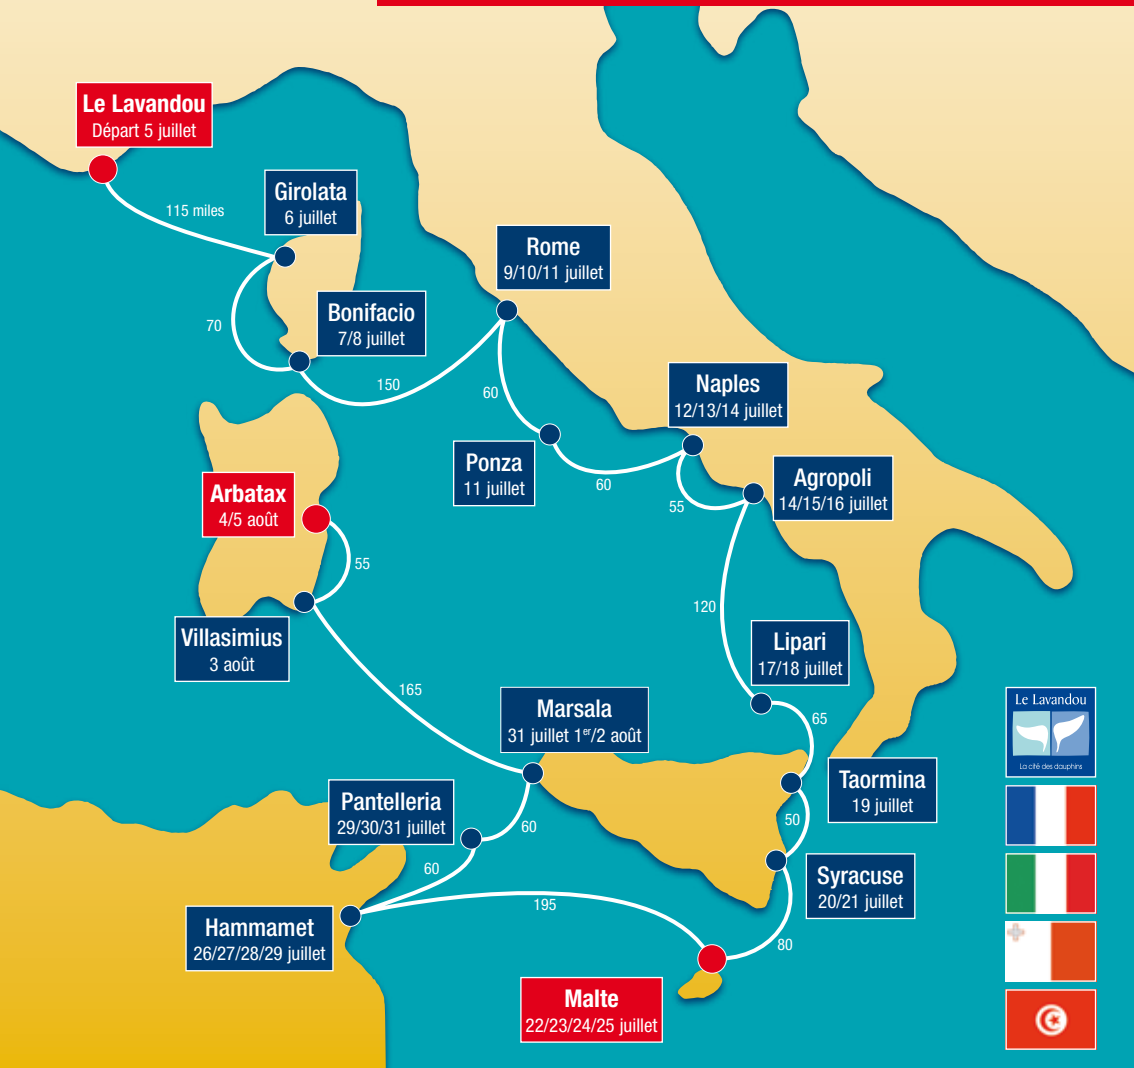 Le Lavandou
Départ 5 juillet
115 miles
Girolata
6 juillet
70
Bonifacio
7/8 juillet
150
Rome
9/10/11 juillet
60
Ponza
11 juillet
60
Naples
12/13/14 juillet
55
Agropoli
14/15/16 juillet
120
Lipari
17/18 juillet
65
Taormina
19 juillet
50
Syracuse
20/21 juillet
80
Malte
22/23/24/25 juillet
195
Hammamet
26/27/28/29 juillet
60
Pantelleria
29/30/31 juillet
60
Marsala
31 juillet 1er/2 août
165
Villasimius
3 août
55
Arbatax
4/5 août
Le Lavandou
La cité des dauphins